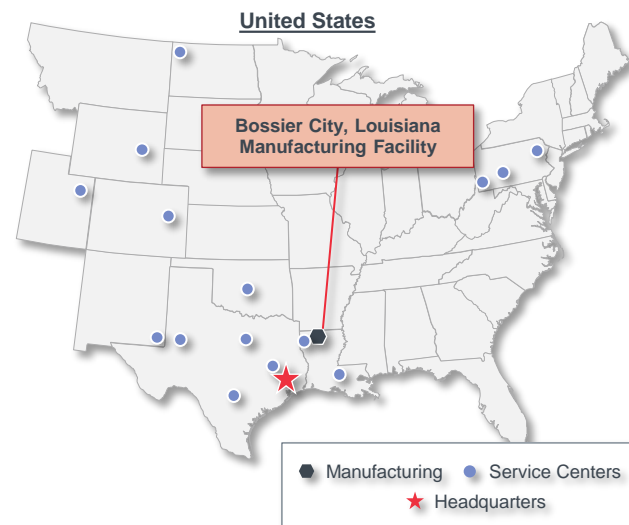 United States
Bossier City, Louisiana
Manufacturing Facility
Manufacturing
Service Centers
Headquarters